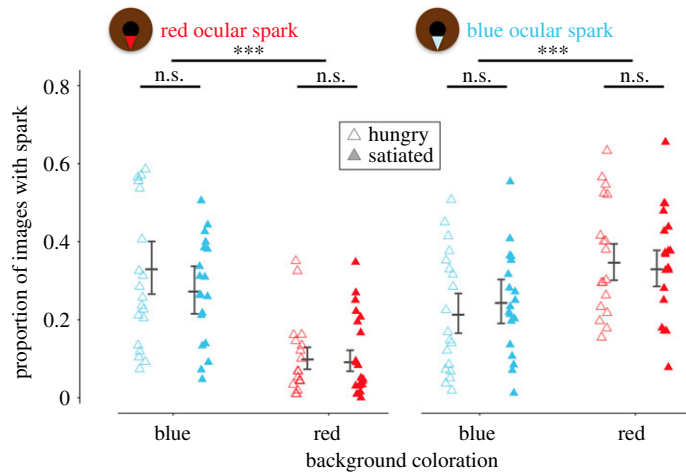 red ocular spark
blue ocular spark
***
***
n.s.
n.s.
n.s.
n.s.
hungry
satiated
proportion of images with spark
0.8
0.6
0.4
0.2
0
blue
red
blue
red
background coloration